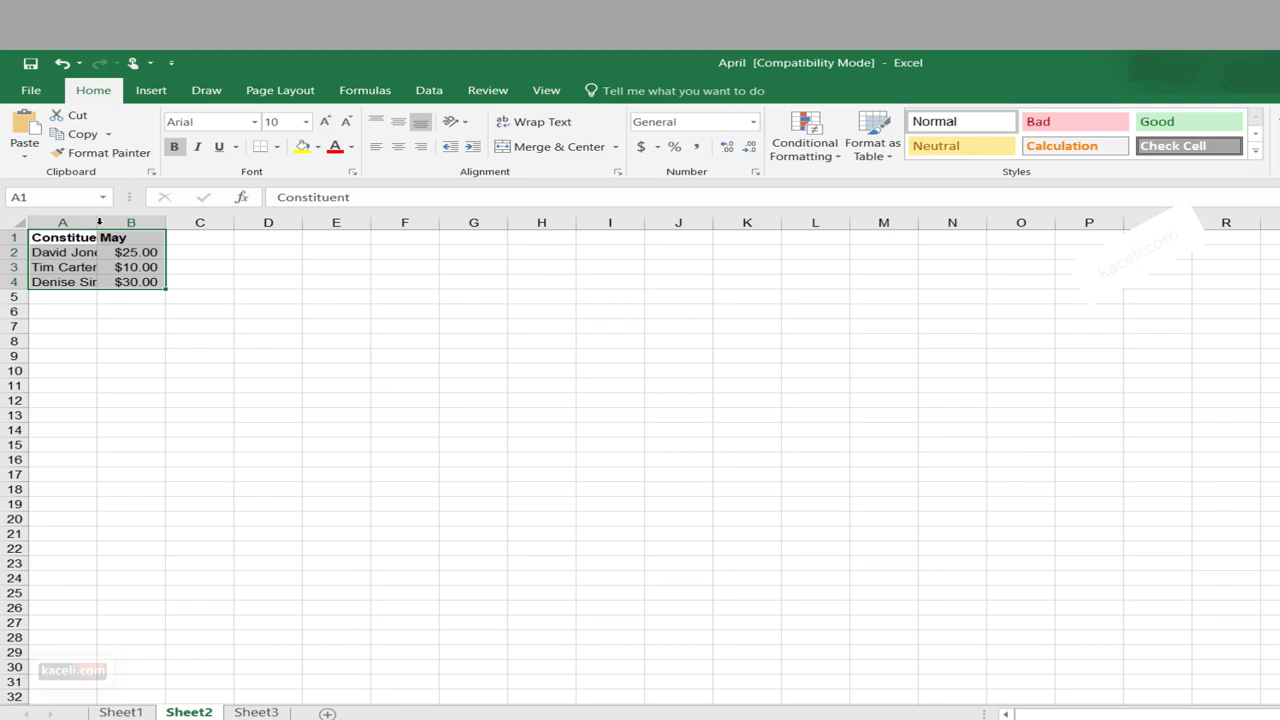 April [Compatibility Mode] - Excel
File Home Insert Draw Page Layout Formulas Data Review View Tell me what you want to do
Paste
Cut
Copy
Format Painter
Clipboard
Arial 10 A A
B I U A
Font
Wrap Text
Merge & Center
Alignment
General
$ % ,
Number
Conditional
Formatting
Format as
Table
Normal Bad Good
Neutral Calculation Check Cell
Styles
A1 fx Constituent
A B C D E F G H I J K L M N O P R
1 Constitue May
2 David Jone $25.00
3 Tim Carter $10.00
4 Denise Sir $30.00
5
6
7
8
9
10
11
12
13
14
15
16
17
18
19
20
21
22
23
24
25
26
27
28
29
30
31
32
kaceli.com
kaceli.com
Sheet1 Sheet2 Sheet3